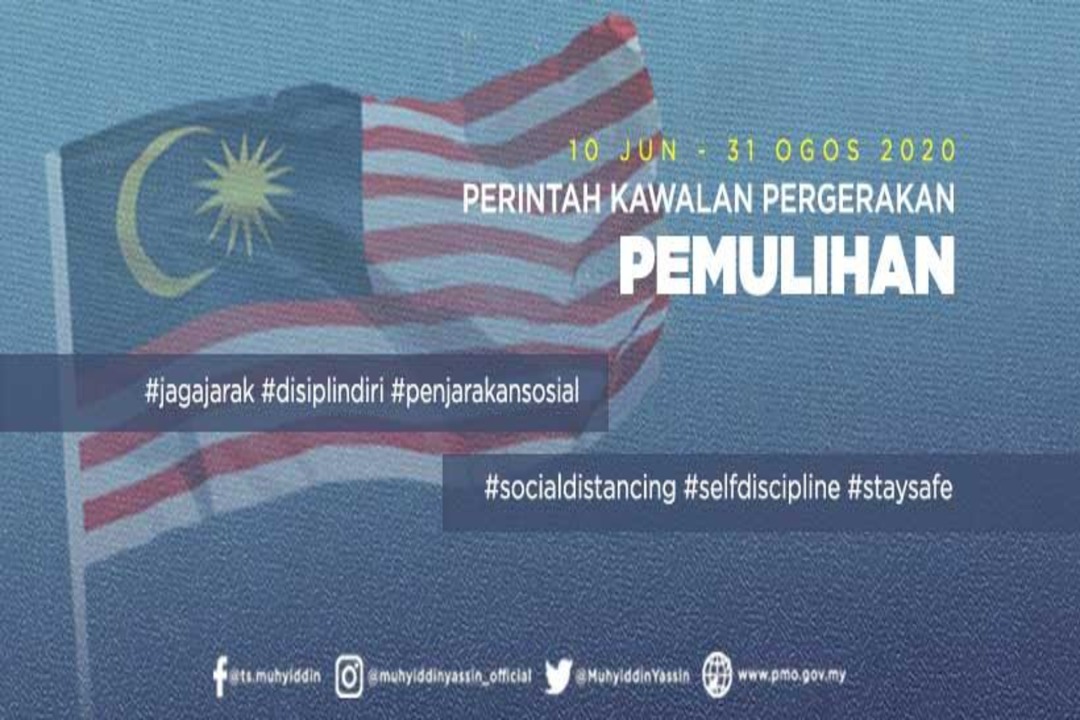 10 JUN - 31 OGOS 2020
PERINTAH KAWALAN PERGERAKAN
PEMULIHAN
#jagajarak #disiplindiri #penjarakansosial
#socialdistancing #selfdiscipline #staysafe
@ts.muhyiddin @muhyiddinyassin_official @MuhyiddinYassin www.pmo.gov.my